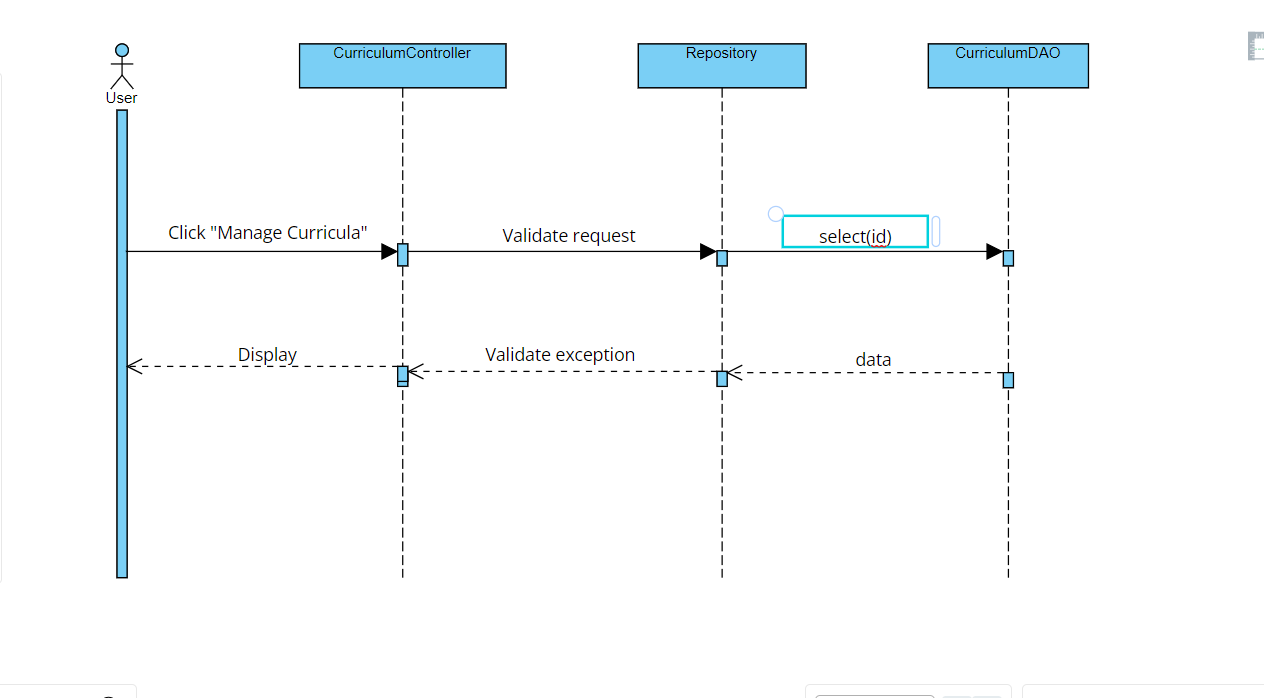 CurriculumController
Repository
CurriculumDAO
User
Click "Manage Curricula"
Validate request
select(id)
Display
Validate exception
data